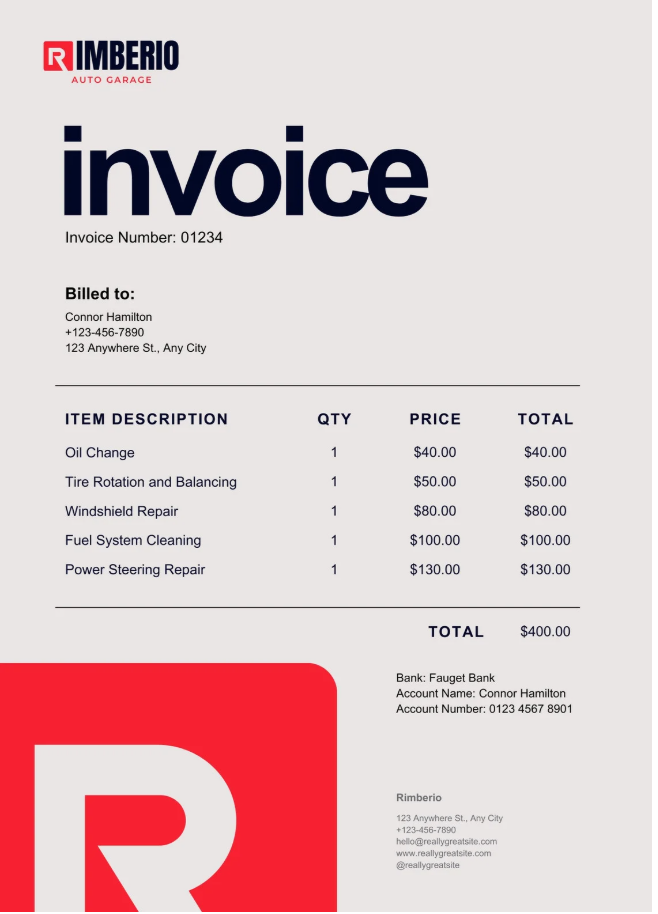 RIMBERIO
AUTO GARAGE
invoice
Invoice Number: 01234
Billed to:
Connor Hamilton
+123-456-7890
123 Anywhere St., Any City
ITEM DESCRIPTION QTY PRICE TOTAL
Oil Change 1 $40.00 $40.00
Tire Rotation and Balancing 1 $50.00 $50.00
Windshield Repair 1 $80.00 $80.00
Fuel System Cleaning 1 $100.00 $100.00
Power Steering Repair 1 $130.00 $130.00
TOTAL $400.00
Bank: Fauget Bank
Account Name: Connor Hamilton
Account Number: 0123 4567 8901
R
Rimberio
123 Anywhere St., Any City
+123-456-7890
hello@reallygreatsite.com
www.reallygreatsite.com
@reallygreatsite